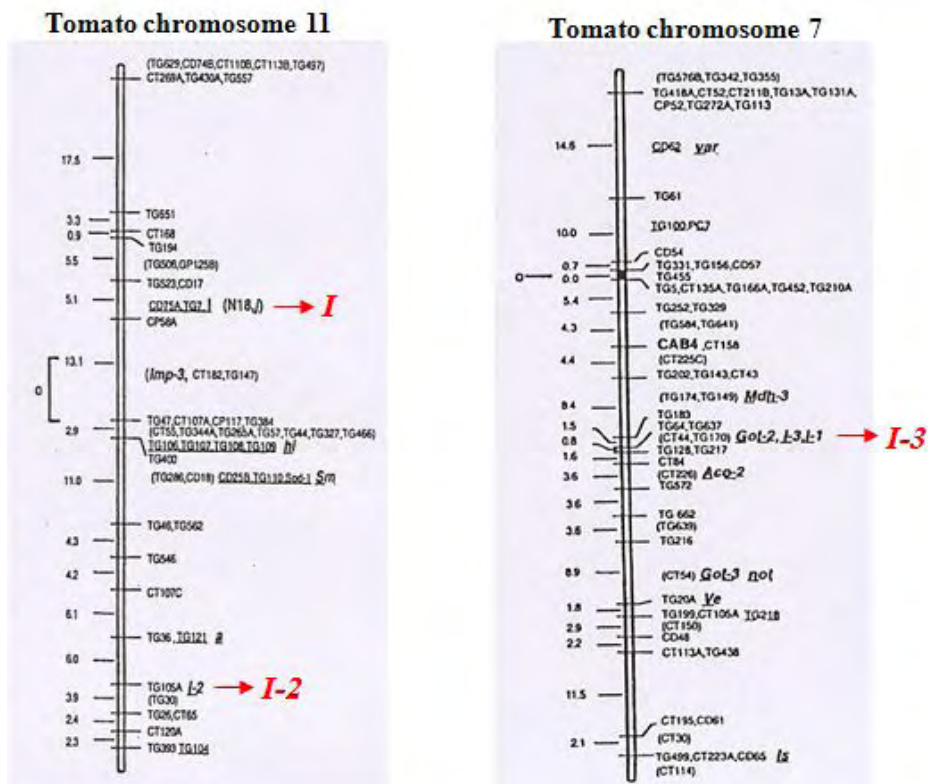 Tomato chromosome 11
(TG629,CD74B,CT110B,CT113B,TG497)
CT269A,TG430A,TG557
17.5
TG651
3.3
CT168
0.9
TG194
5.5
(TG508,GP125B)
TG523,CD17
5.1
CD75A,TG7 I (N18,j) I
CP58A
13.1
(Imp-3, CT182,TG147)
0
TG47,CT107A,CP117,TG384
2.9
(CT55,TG344A,TG265A,TG57,TG44,TG327,TG466)
TG106,TG107,TG108,TG109 hl
TG400
11.0
(TG286,CD18) CD25B,TG110,Sod-1 Sm
TG46,TG562
4.3
TG546
4.2
CT107C
6.1
TG36,TG121 a
6.0
TG105A I-2 I-2
3.9
(TG30)
2.4
TG26,CT65
CT120A
2.3
TG393 TG104
Tomato chromosome 7
(TG576B,TG342,TG355)
TG418A,CT52,CT211B,TG13A,TG131A,
CP52,TG272A,TG113
14.6
CD62 var
TG61
10.0
TG100,PC7
CD54
0.7
TG331,TG156,CD57
0
0.0
TG455
TG5,CT135A,TG166A,TG452,TG210A
5.4
TG252,TG329
4.3
(TG584,TG641)
CAB4,CT158
4.4
(CT225C)
TG202,TG143,CT43
8.4
(TG174,TG149) Mdh-3
TG183
1.5
TG64,TG637
0.8
(CT44,TG170) Got-2, I-3,I-1 I-3
1.6
TG128,TG217
CT84
3.6
(CT226) Aco-2
TG572
3.6
TG 662
3.6
(TG639)
TG216
8.9
(CT54) Got-3 not
TG20A Ve
1.8
TG199,CT105A TG218
2.9
(CT150)
2.2
CD48
CT113A,TG438
11.5
CT195,CD61
2.1
(CT30)
TG499,CT223A,CD65 ls
(CT114)